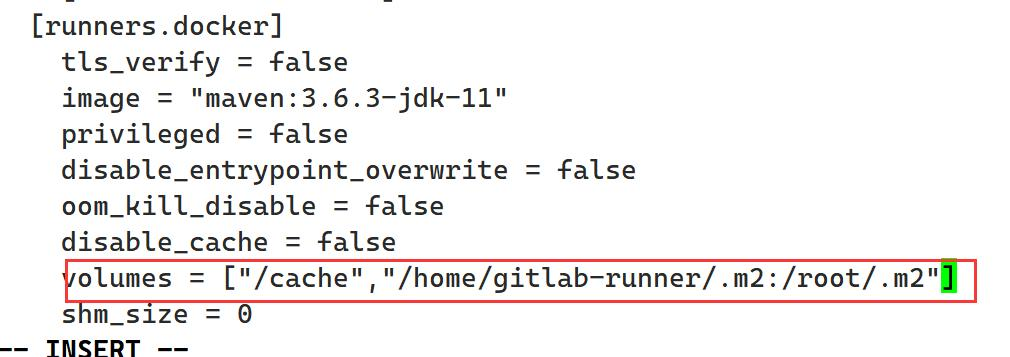 [runners.docker]
tls_verify = false
image = "maven:3.6.3-jdk-11"
privileged = false
disable_entrypoint_overwrite = false
oom_kill_disable = false
disable_cache = false
volumes = ["/cache","/home/gitlab-runner/.m2:/root/.m2"]
shm_size = 0
-- INSERT --